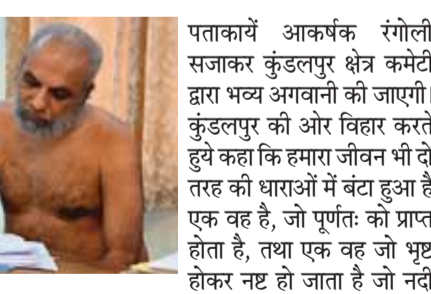 पताकायें आकर्षक रंगोली
सजाकर कुंडलपुर क्षेत्र कमेटी
द्वारा भव्य अगवानी की जाएगी।
कुंडलपुर की ओर विहार करते
हुये कहा कि हमारा जीवन भी दो
तरह की धाराओं में बंटा हुआ है
एक वह है, जो पूर्णतः को प्राप्त
होता है, तथा एक वह जो भृष्ट
होकर नष्ट हो जाता है जो नदी